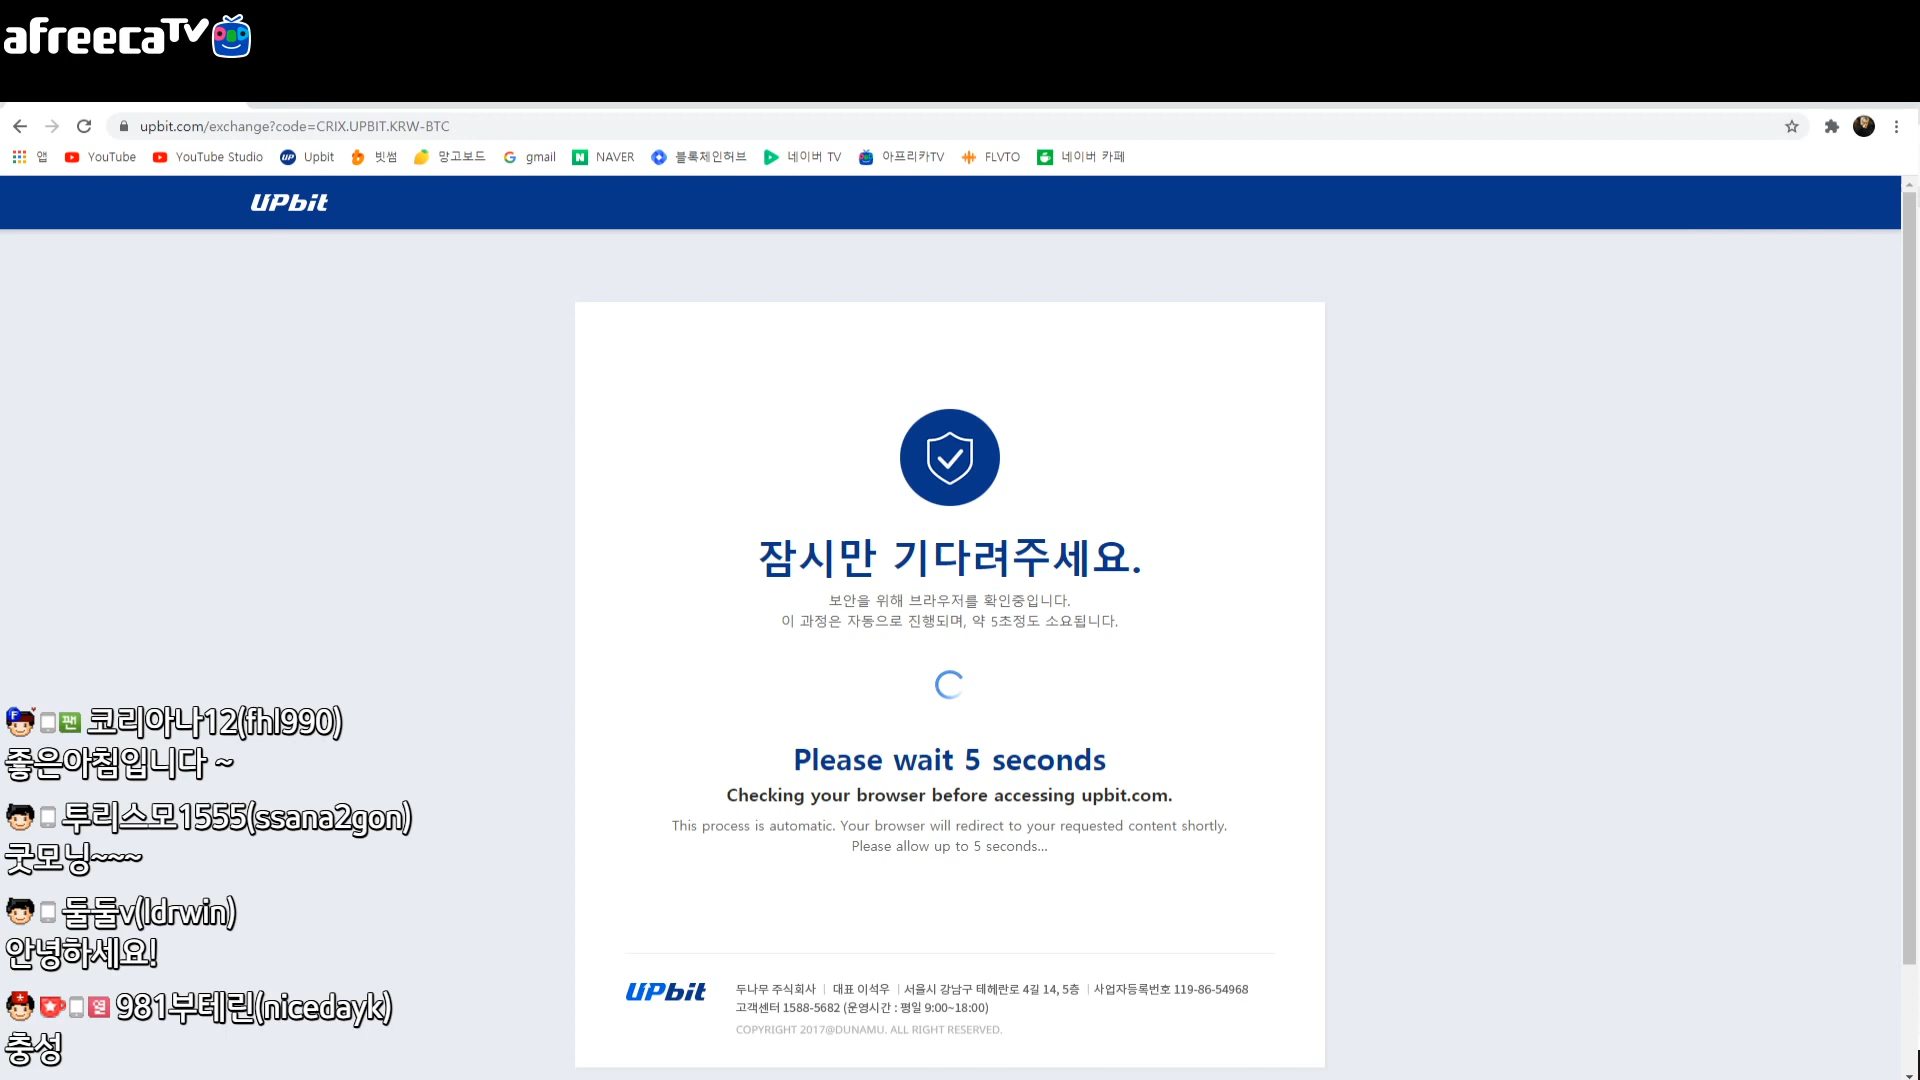 afreecaTV
upbit.com/exchange?code=CRIX.UPBIT.KRW-BTC
앱 YouTube YouTube Studio UP Upbit 빗썸 망고보드 G gmail N NAVER 블록체인허브 네이버 TV 아프리카TV FLVTO 네이버 카페
UPbit
잠시만 기다려주세요.
보안을 위해 브라우저를 확인중입니다.
이 과정은 자동으로 진행되며, 약 5초정도 소요됩니다.
Please wait 5 seconds
Checking your browser before accessing upbit.com.
This process is automatic. Your browser will redirect to your requested content shortly.
Please allow up to 5 seconds...
UPbit
두나무 주식회사 | 대표 이석우 | 서울시 강남구 테헤란로 4길 14, 5층 | 사업자등록번호 119-86-54968
고객센터 1588-5682 (운영시간 : 평일 9:00~18:00)
COPYRIGHT 2017@DUNAMU. ALL RIGHT RESERVED.
F 팬 코리아나12(fhl990)
좋은아침입니다 ~
투리스모1555(ssana2gon)
굿모닝~~~
둘둘v(ldrwin)
안녕하세요!
열 981부테린(nicedayk)
충성